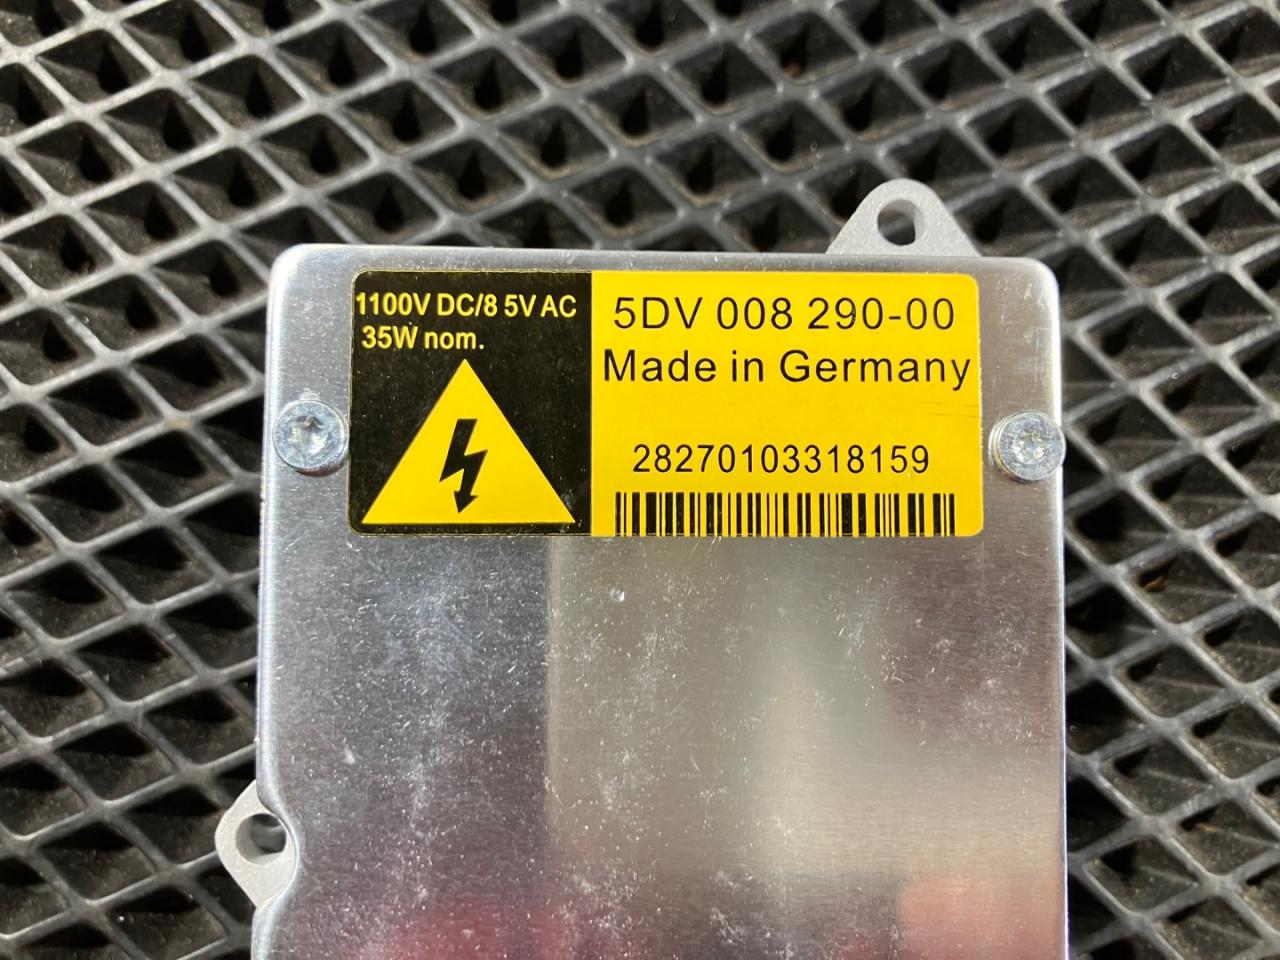 1100V DC/8 5V AC
35W nom.
5DV 008 290-00
Made in Germany
28270103318159